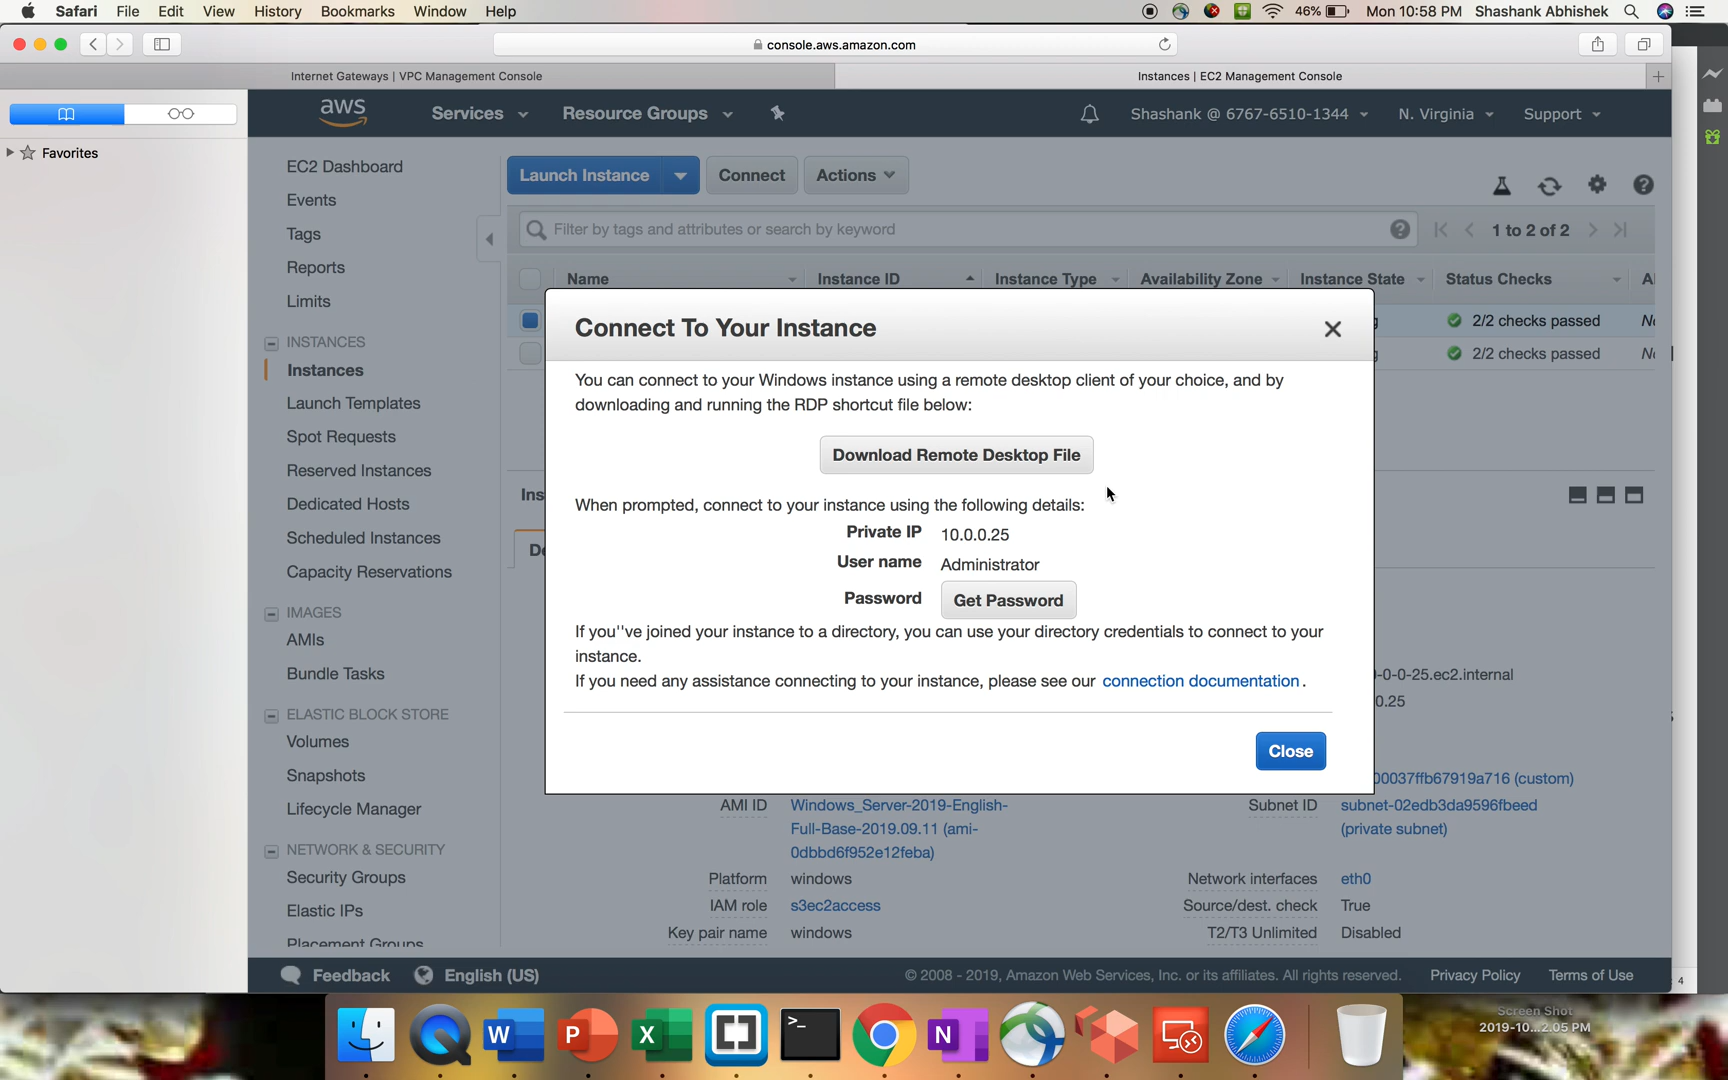 Safari File Edit View History Bookmarks Window Help 46% Mon 10:58 PM Shashank Abhishek
console.aws.amazon.com
Internet Gateways | VPC Management Console Instances | EC2 Management Console
aws Services Resource Groups Shashank @ 6767-6510-1344 N. Virginia Support
Favorites
EC2 Dashboard
Events
Tags
Reports
Limits
INSTANCES
Instances
Launch Templates
Spot Requests
Reserved Instances
Dedicated Hosts
Scheduled Instances
Capacity Reservations
IMAGES
AMIs
Bundle Tasks
ELASTIC BLOCK STORE
Volumes
Snapshots
Lifecycle Manager
NETWORK & SECURITY
Security Groups
Elastic IPs
Placement Groups
Launch Instance Connect Actions
Filter by tags and attributes or search by keyword 1 to 2 of 2
Name Instance ID Instance Type Availability Zone Instance State Status Checks Al
g 2/2 checks passed
g 2/2 checks passed
Connect To Your Instance
You can connect to your Windows instance using a remote desktop client of your choice, and by
downloading and running the RDP shortcut file below:
Download Remote Desktop File
When prompted, connect to your instance using the following details:
Private IP 10.0.0.25
User name Administrator
Password Get Password
If you''ve joined your instance to a directory, you can use your directory credentials to connect to your
instance.
If you need any assistance connecting to your instance, please see our connection documentation.
Close
Ins
De
-0-0-25.ec2.internal
0.25
00037ffb67919a716 (custom)
AMI ID Windows_Server-2019-English-
Full-Base-2019.09.11 (ami-
0dbbd6f952e12feba)
Subnet ID subnet-02edb3da9596fbeed
(private subnet)
Platform windows Network interfaces eth0
IAM role s3ec2access Source/dest. check True
Key pair name windows T2/T3 Unlimited Disabled
Feedback English (US) © 2008 - 2019, Amazon Web Services, Inc. or its affiliates. All rights reserved. Privacy Policy Terms of Use
4
W P X N
Screen Shot
2019-10...2.05 PM